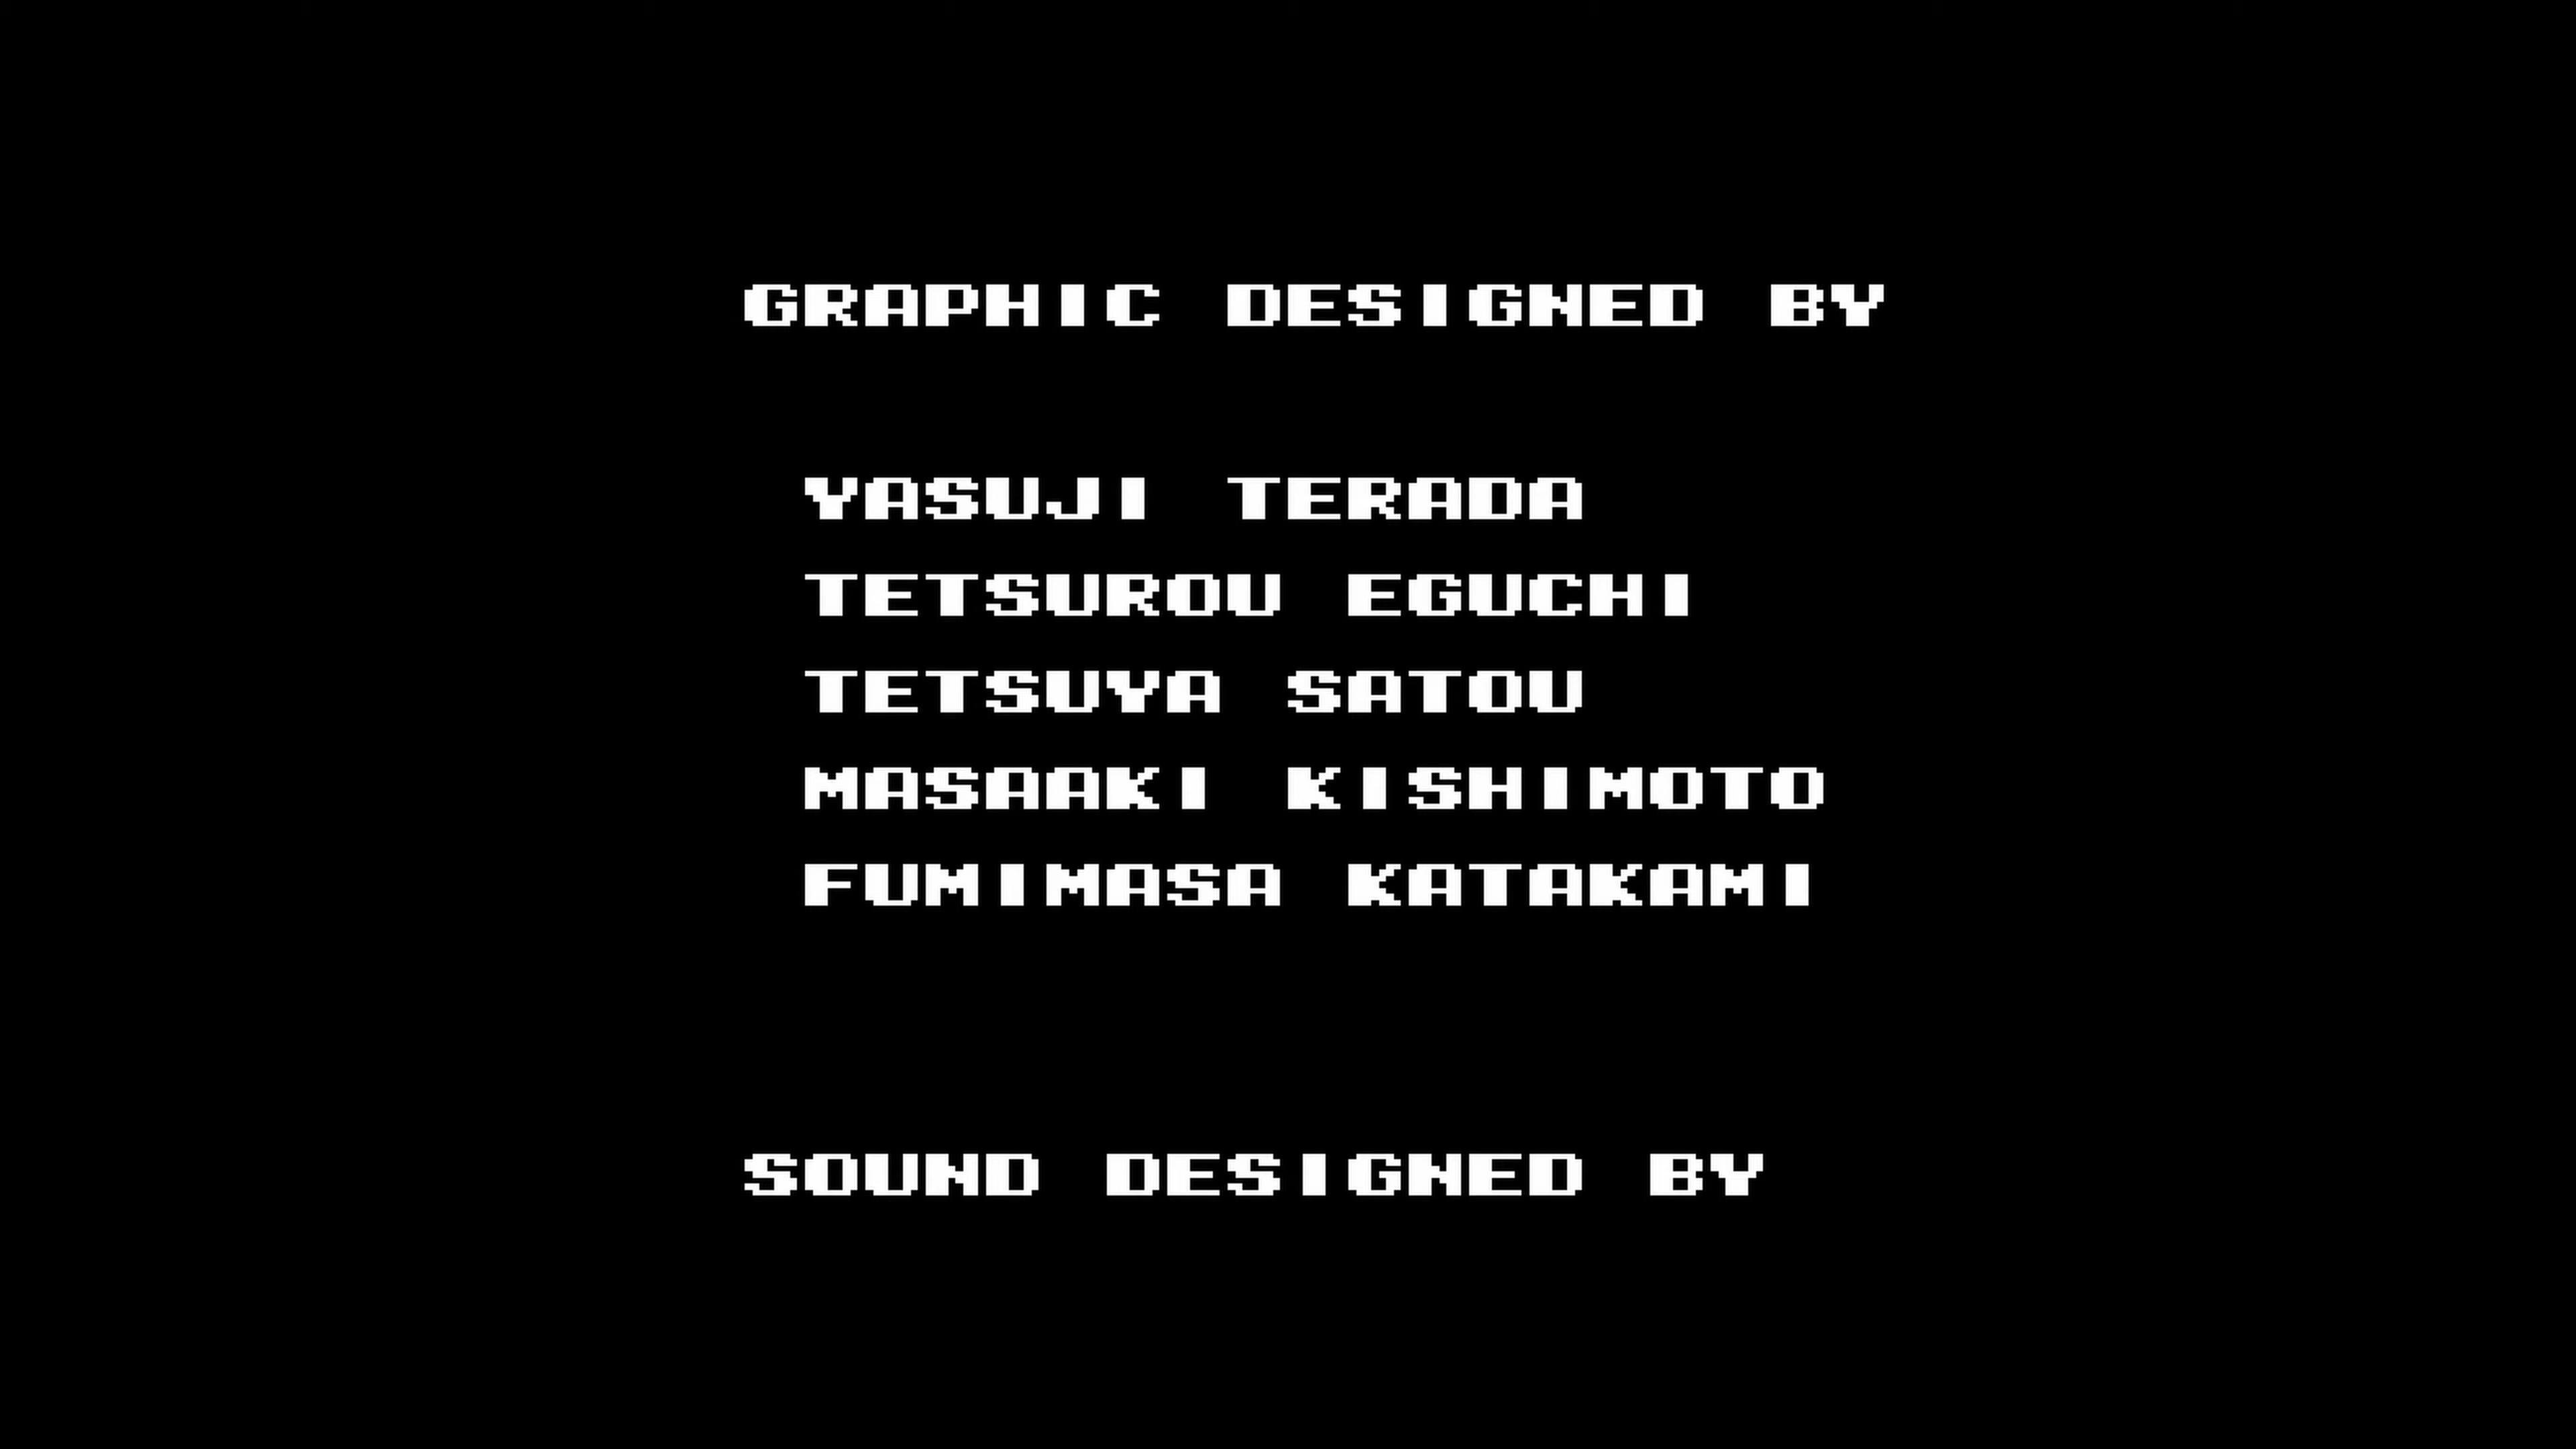 GRAPHIC DESIGNED BY
YASUJI TERADA
TETSUROU EGUCHI
TETSUYA SATOU
MASAAKI KISHIMOTO
FUMIMASA KATAKAMI
SOUND DESIGNED BY